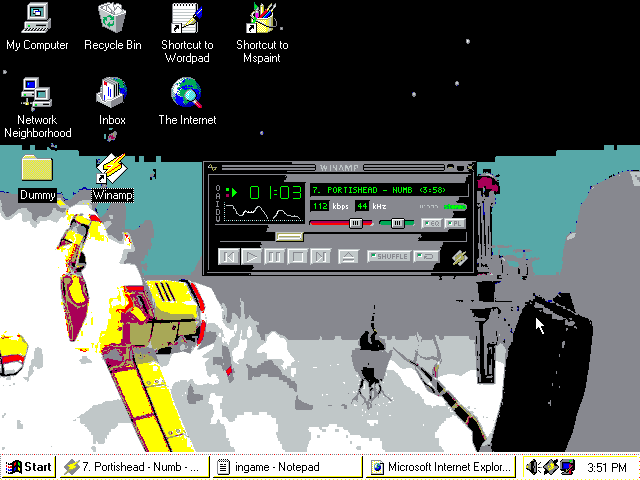 My Computer
Recycle Bin
Shortcut to
Wordpad
Shortcut to
Mspaint
Network
Neighborhood
Inbox
The Internet
Dummy
Winamp
WINAMP
O
A
I
D
V
01:03
7. PORTISHEAD - NUMB (3:58)
112 kbps 44 kHz
EQ PL
SHUFFLE
Start
7. Portishead - Numb - ...
ingame - Notepad
Microsoft Internet Explor...
3:51 PM